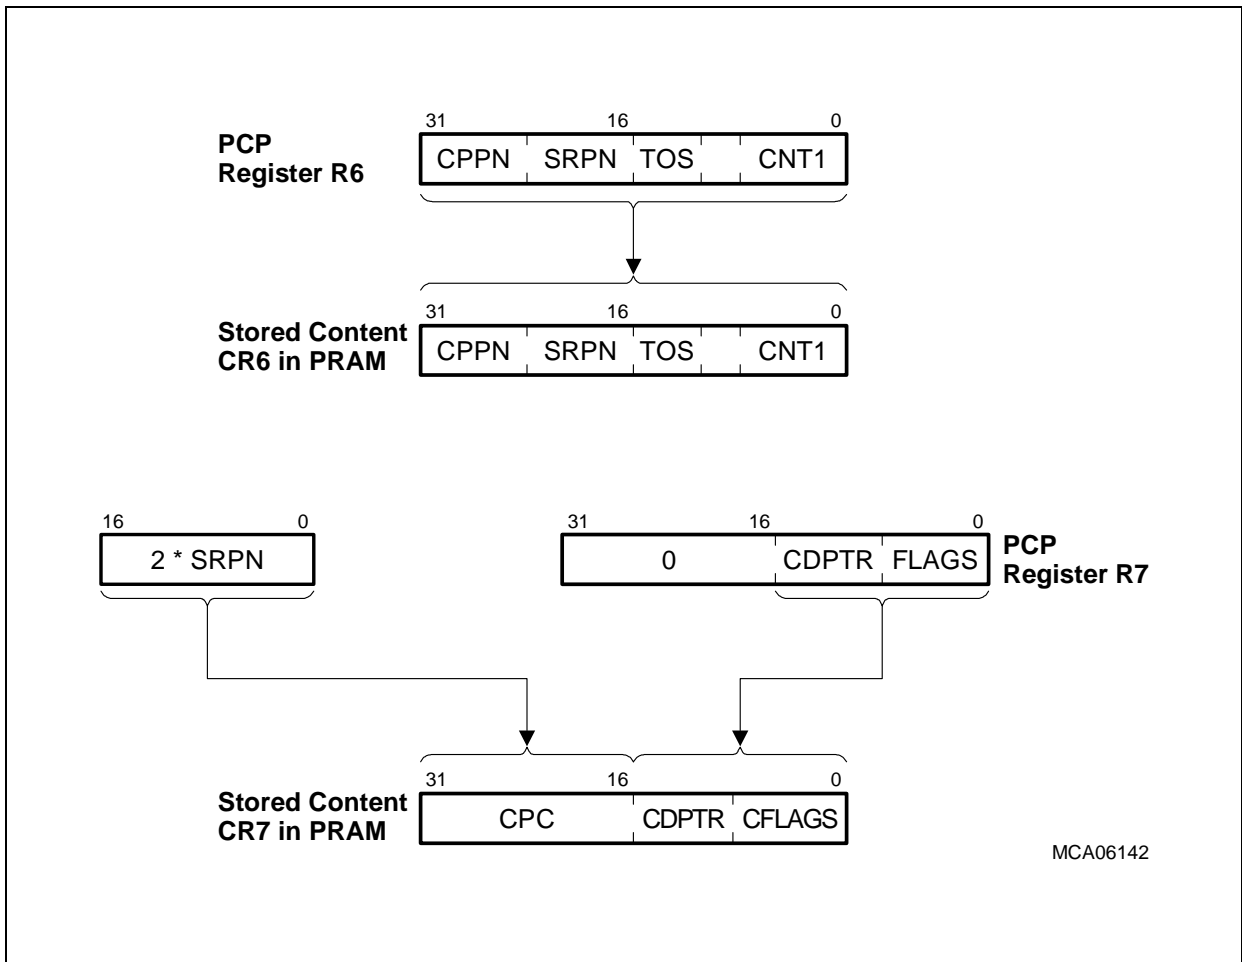 31 16 0
PCP
Register R6
CPPN SRPN TOS CNT1
31 16 0
Stored Content
CR6 in PRAM
CPPN SRPN TOS CNT1
16 0
2 * SRPN
31 16 0
0 CDPTR FLAGS
PCP
Register R7
31 16 0
Stored Content
CR7 in PRAM
CPC CDPTR CFLAGS
MCA06142